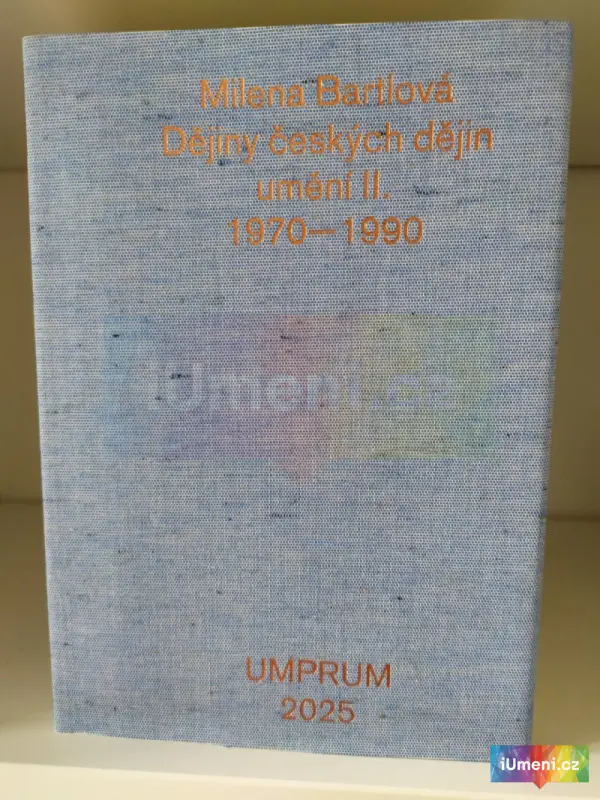 Milena Bartlová
Dějiny českých dějin
umění II.
1970—1990
iUmeni.cz
UMPRUM
2025
iUmeni.cz